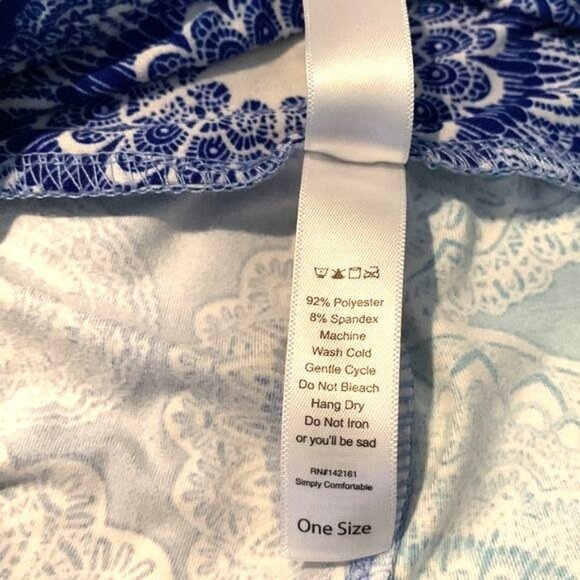 92% Polyester
8% Spandex
Machine
Wash Cold
Gentle Cycle
Do Not Bleach
Hang Dry
Do Not Iron
or you'll be sad
RN#142161
Simply Comfortable
One Size